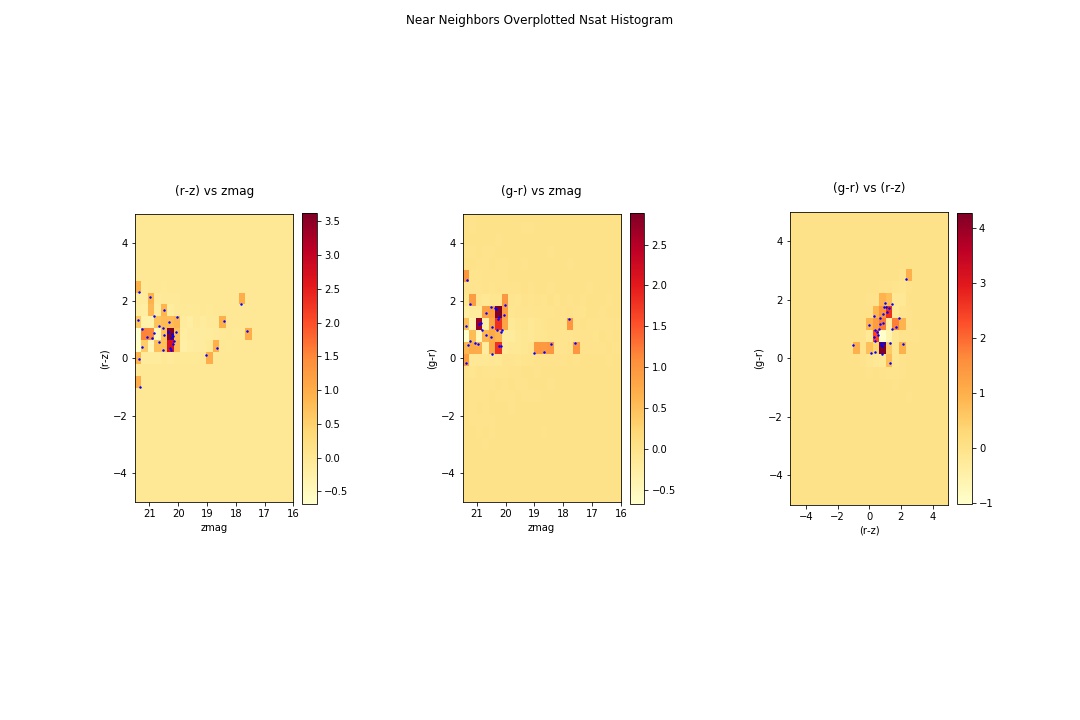 Near Neighbors Overplotted Nsat Histogram
(r-z) vs zmag
4
2
0
−2
−4
(r-z)
21 20 19 18 17 16
zmag
3.5
3.0
2.5
2.0
1.5
1.0
0.5
0.0
−0.5
(g-r) vs zmag
4
2
0
−2
−4
(g-r)
21 20 19 18 17 16
zmag
2.5
2.0
1.5
1.0
0.5
0.0
−0.5
(g-r) vs (r-z)
4
2
0
−2
−4
(g-r)
−4 −2 0 2 4
(r-z)
4
3
2
1
0
−1